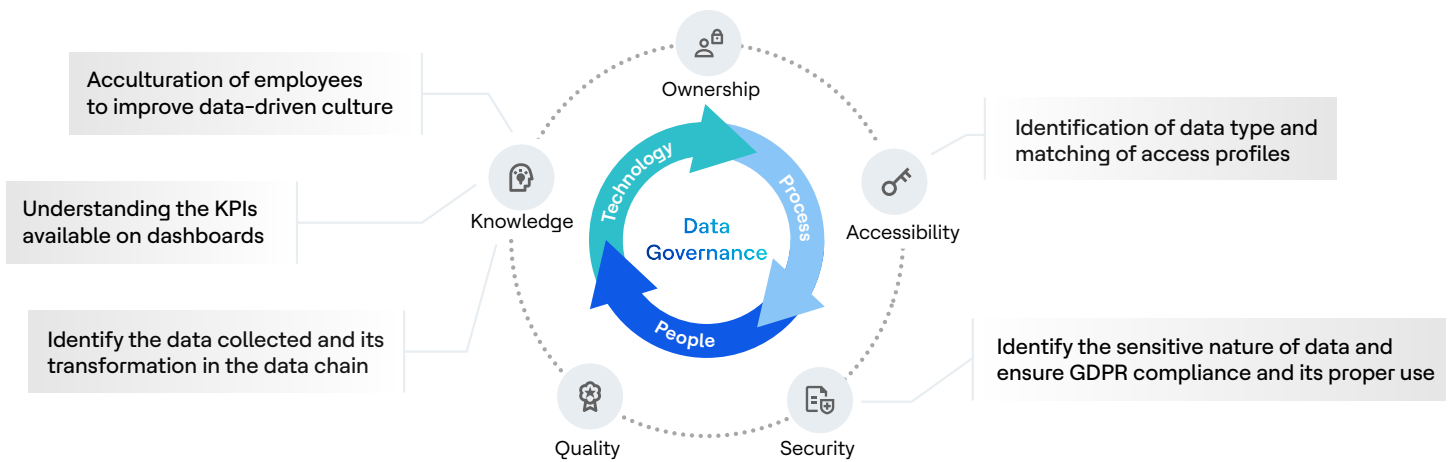 Ownership
Acculturation of employees
to improve data-driven culture
Identification of data type and
matching of access profiles
Technology
Process
Knowledge
Accessibility
Understanding the KPIs
available on dashboards
Data
Governance
Identify the data collected and its
transformation in the data chain
People
Identify the sensitive nature of data and
ensure GDPR compliance and its proper use
Quality
Security